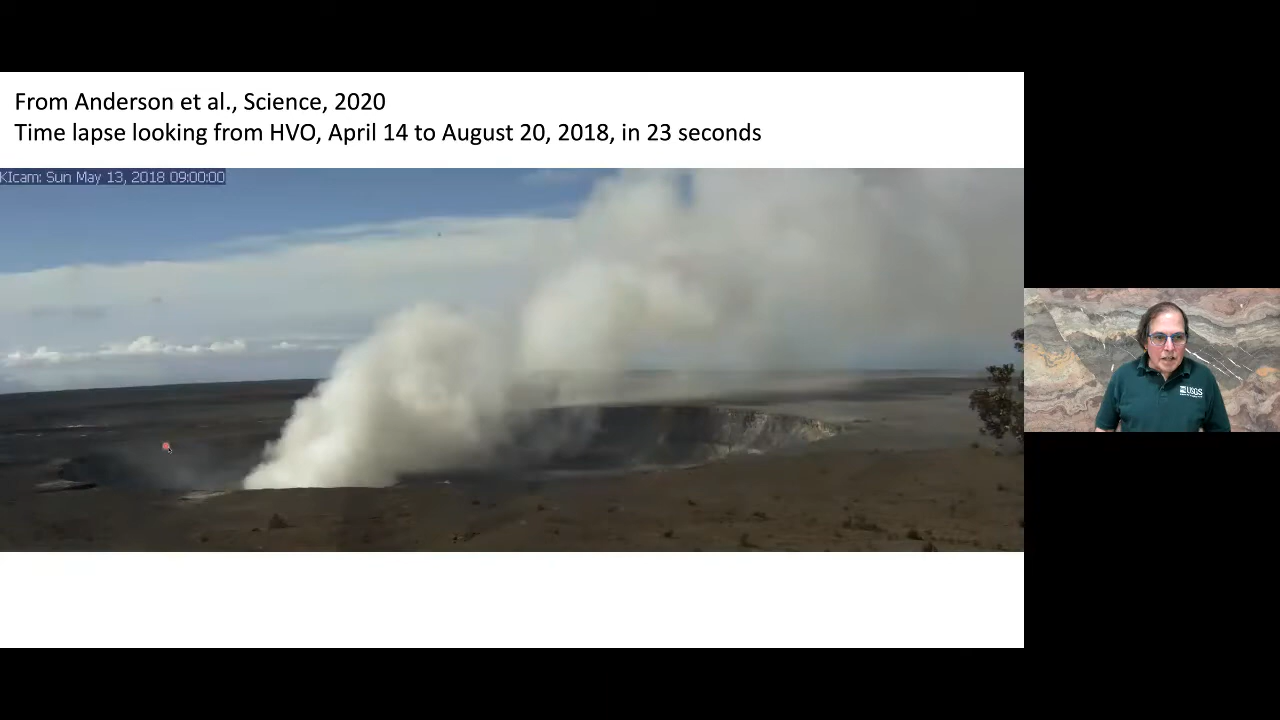 From Anderson et al., Science, 2020
Time lapse looking from HVO, April 14 to August 20, 2018, in 23 seconds
KIcam: Sun May 13, 2018 09:00:00
USGS